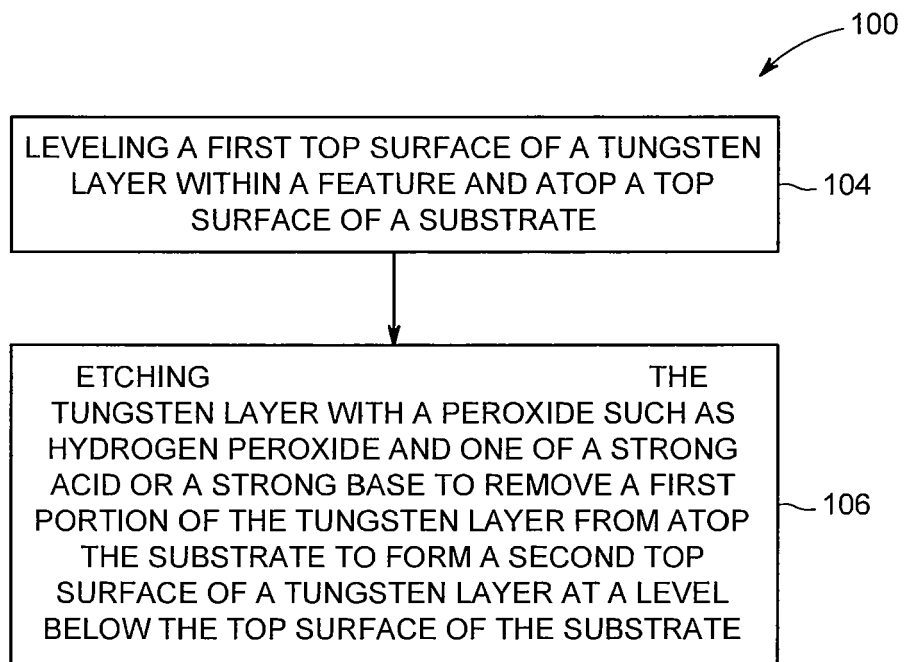 100
LEVELING A FIRST TOP SURFACE OF A TUNGSTEN
LAYER WITHIN A FEATURE AND ATOP A TOP
SURFACE OF A SUBSTRATE
104
ETCHING THE
TUNGSTEN LAYER WITH A PEROXIDE SUCH AS
HYDROGEN PEROXIDE AND ONE OF A STRONG
ACID OR A STRONG BASE TO REMOVE A FIRST
PORTION OF THE TUNGSTEN LAYER FROM ATOP
THE SUBSTRATE TO FORM A SECOND TOP
SURFACE OF A TUNGSTEN LAYER AT A LEVEL
BELOW THE TOP SURFACE OF THE SUBSTRATE
106